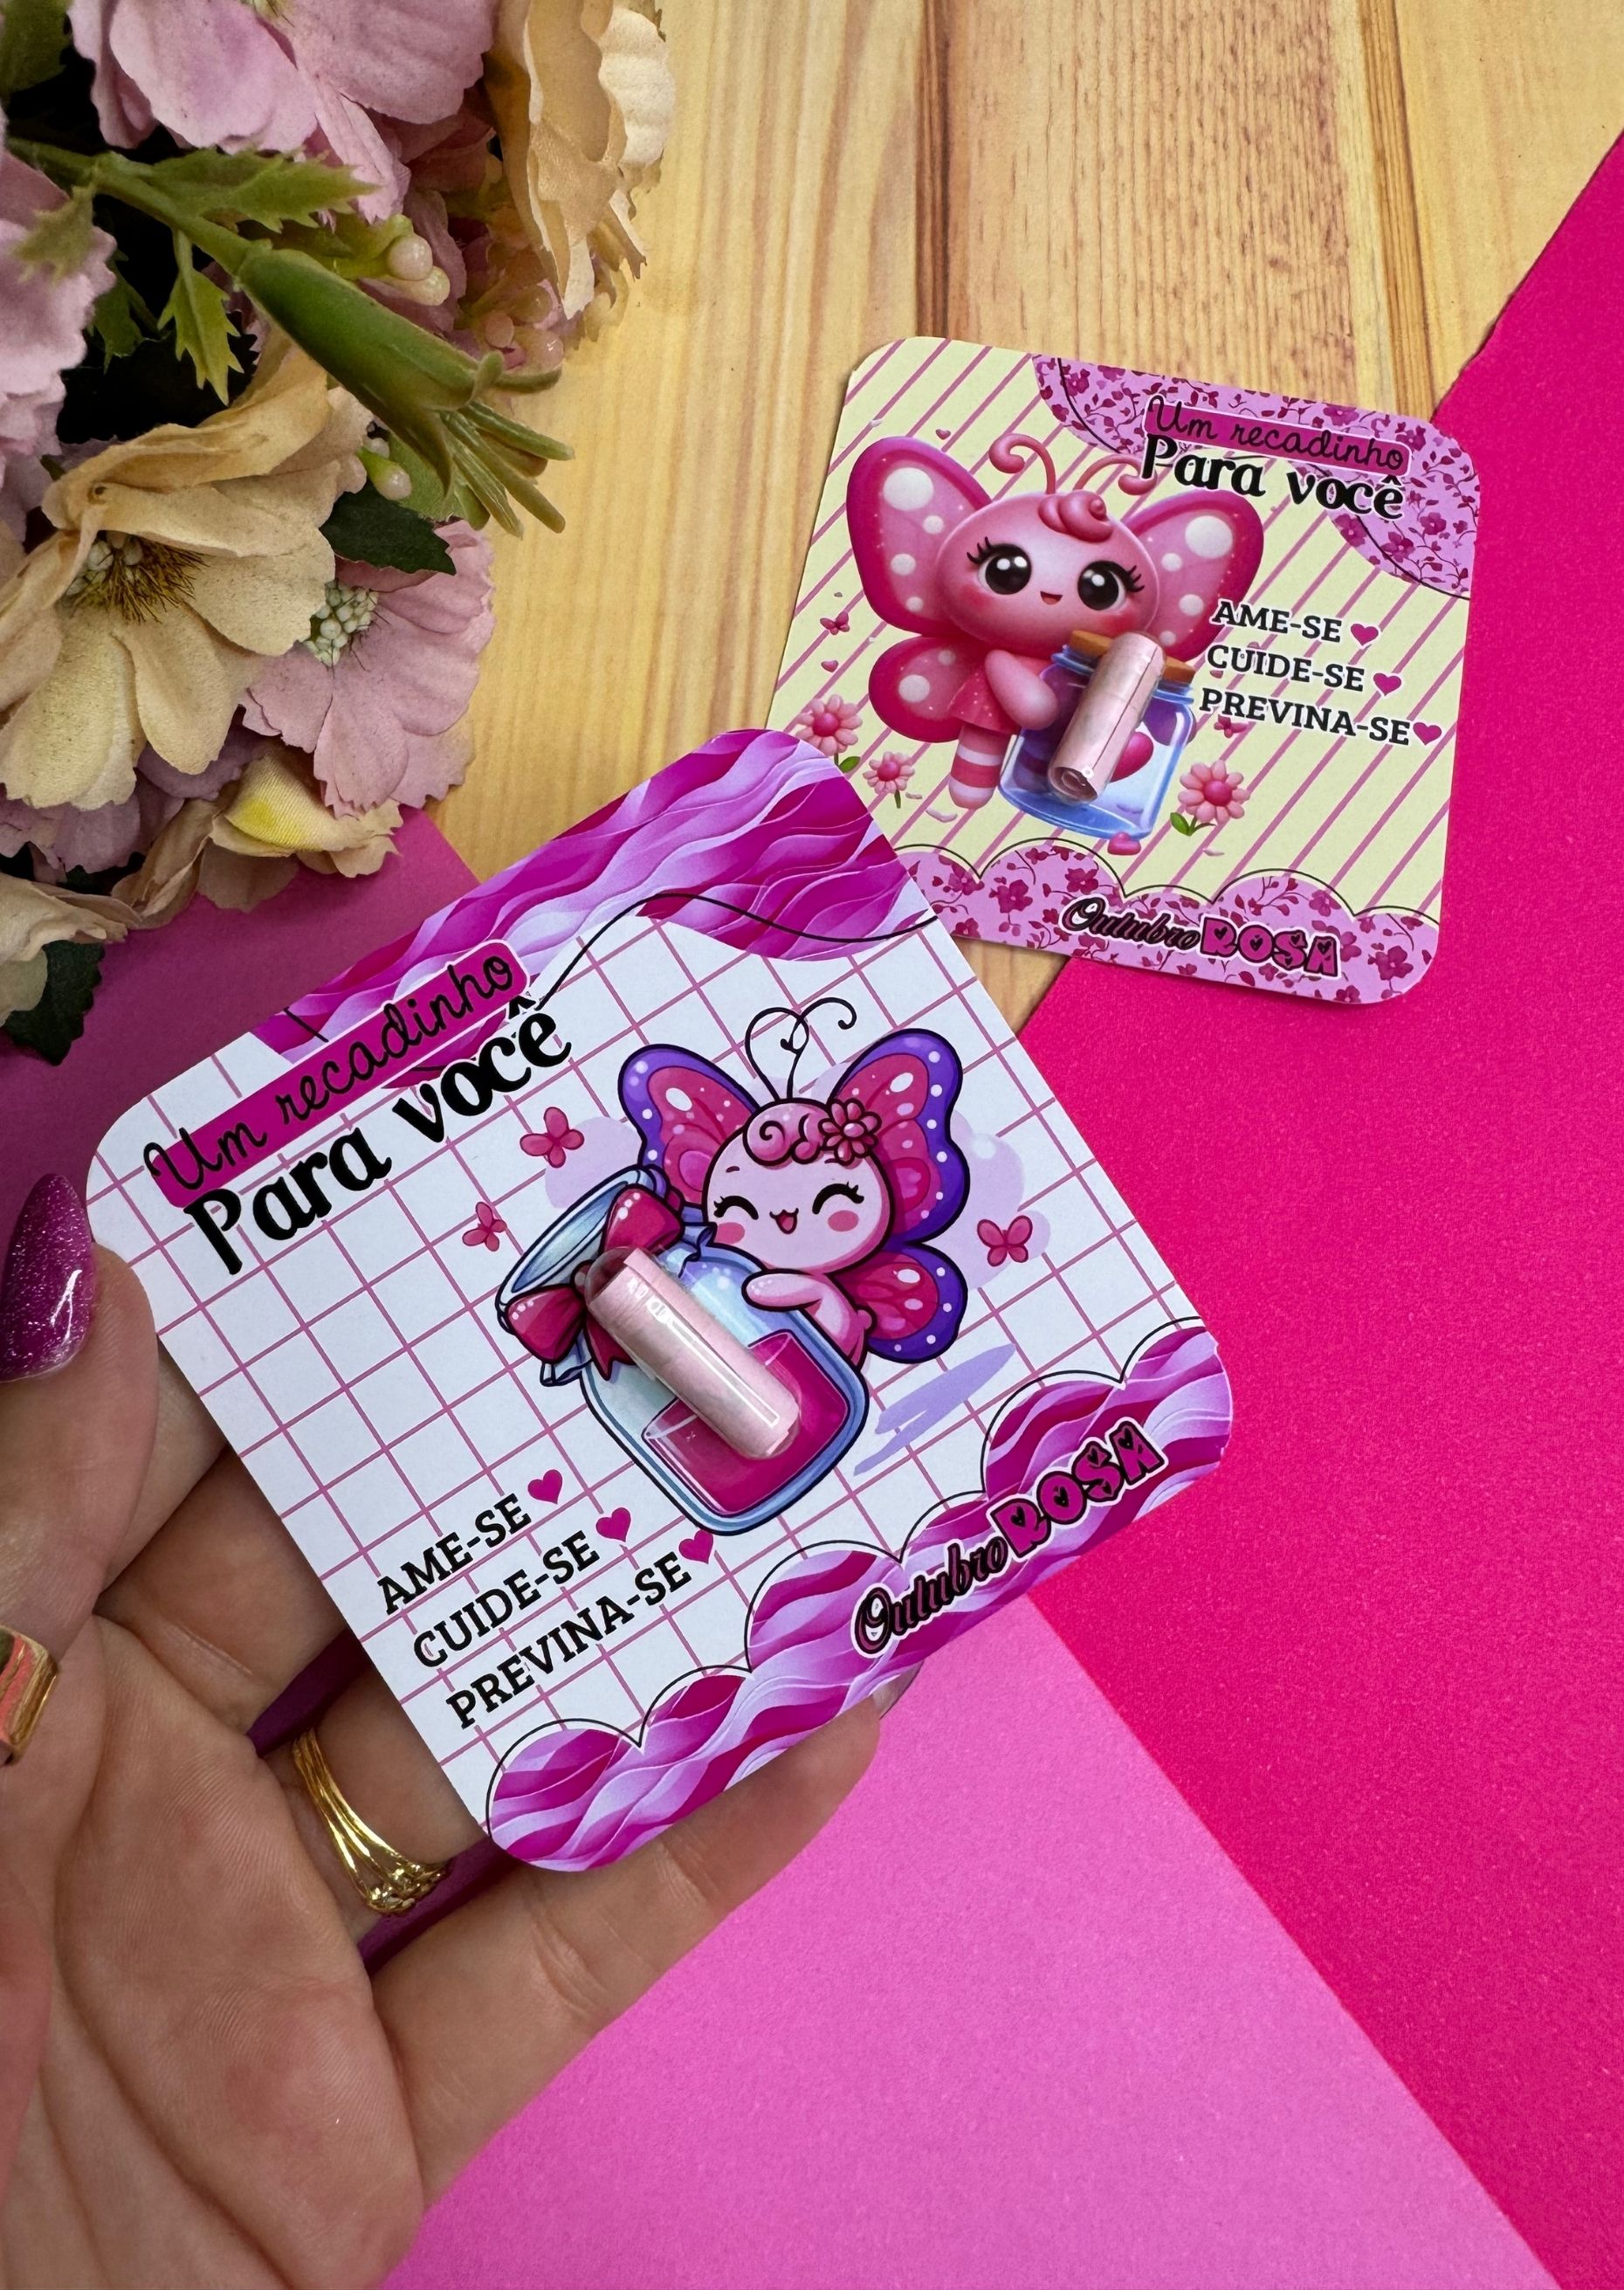 Um recadinho
Para você
AME-SE
CUIDE-SE
PREVINA-SE
Outubro ROSA
Um recadinho
Para você
AME-SE
CUIDE-SE
PREVINA-SE
Outubro ROSA